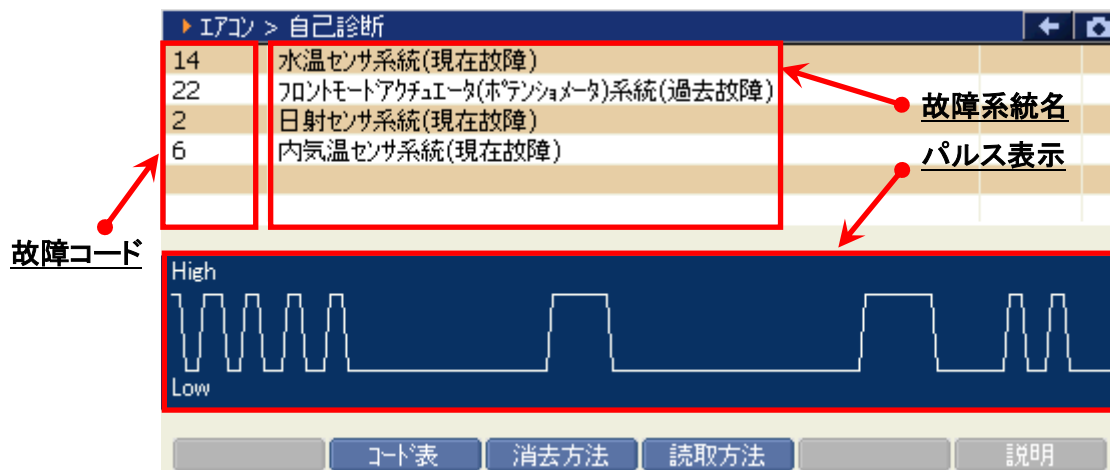 エアコン > 自己診断
14 水温センサ系統(現在故障)
22 フロントモードアクチュエータ(ポテンショメータ)系統(過去故障)
2 日射センサ系統(現在故障)
6 内気温センサ系統(現在故障)
故障系統名
パルス表示
故障コード
High
Low
コード表 消去方法 読取方法 説明